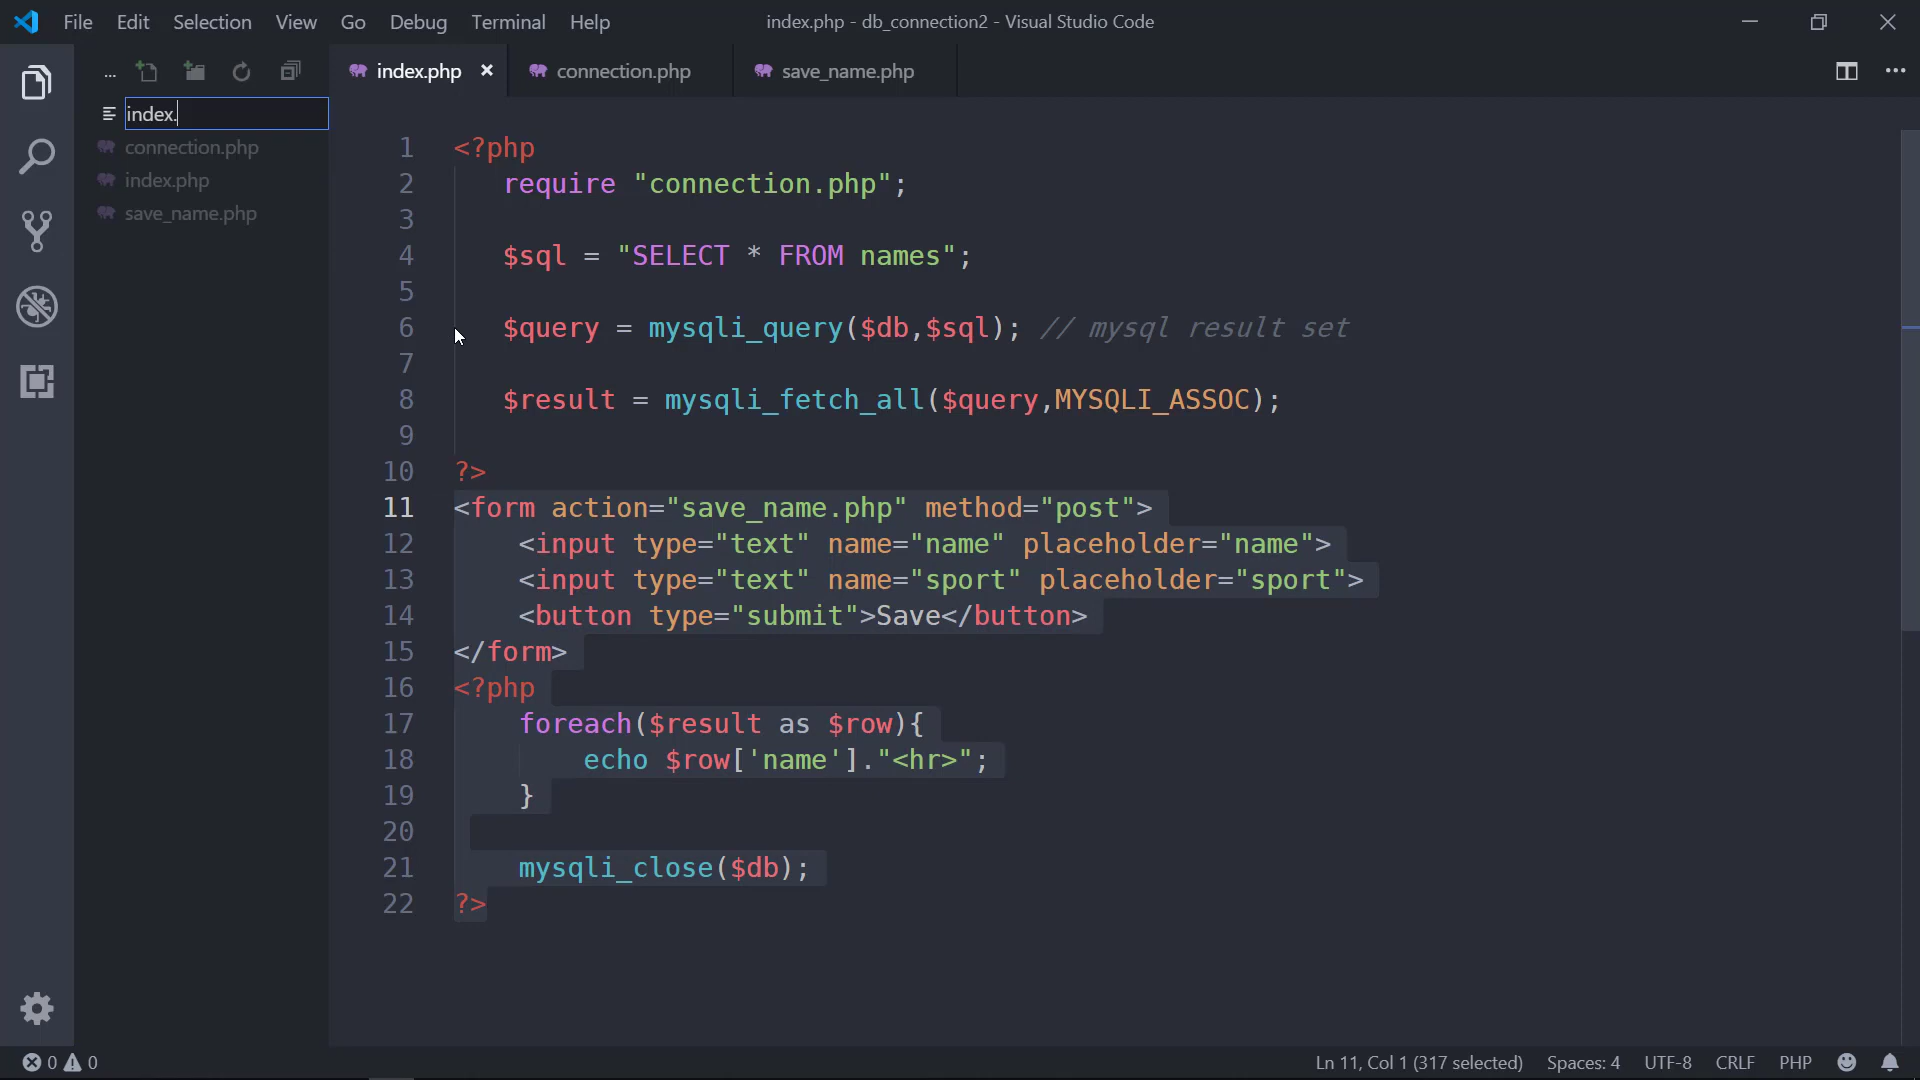 File Edit Selection View Go Debug Terminal Help
index.php - db_connection2 - Visual Studio Code
...
index.php
connection.php
save_name.php
index.
connection.php
index.php
save_name.php
1 <?php
2 require "connection.php";
3
4 $sql = "SELECT * FROM names";
5
6 $query = mysqli_query($db,$sql); // mysql result set
7
8 $result = mysqli_fetch_all($query,MYSQLI_ASSOC);
9
10 ?>
11 <form action="save_name.php" method="post">
12 <input type="text" name="name" placeholder="name">
13 <input type="text" name="sport" placeholder="sport">
14 <button type="submit">Save</button>
15 </form>
16 <?php
17 foreach($result as $row){
18 echo $row['name']."<hr>";
19 }
20
21 mysqli_close($db);
22 ?>
0 0
Ln 11, Col 1 (317 selected) Spaces: 4 UTF-8 CRLF PHP